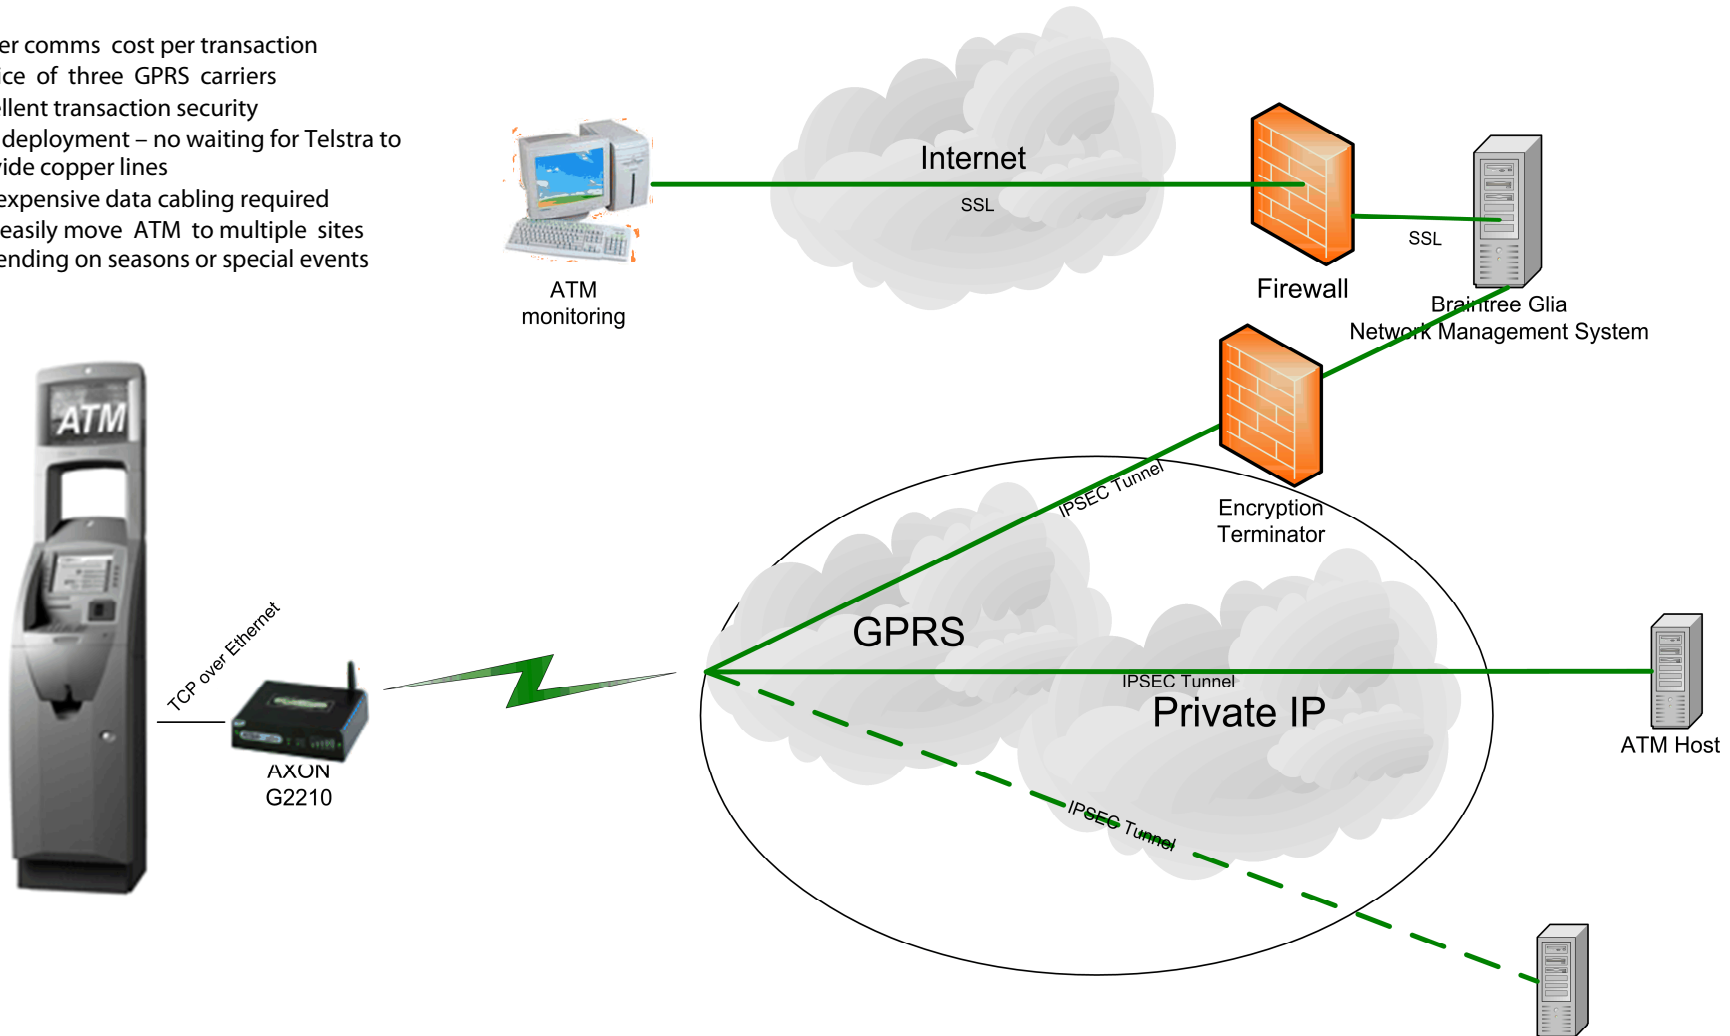 er comms cost per transaction
ice of three GPRS carriers
ellent transaction security
deployment – no waiting for Telstra to
vide copper lines
expensive data cabling required
easily move ATM to multiple sites
ending on seasons or special events
Internet
SSL
SSL
ATM
monitoring
Firewall
Braintree Glia
Network Management System
Encryption
Terminator
IPSEC Tunnel
ATM
GPRS
TCP over Ethernet
IPSEC Tunnel
Private IP
ATM Host
AXON
G2210
IPSEC Tunnel